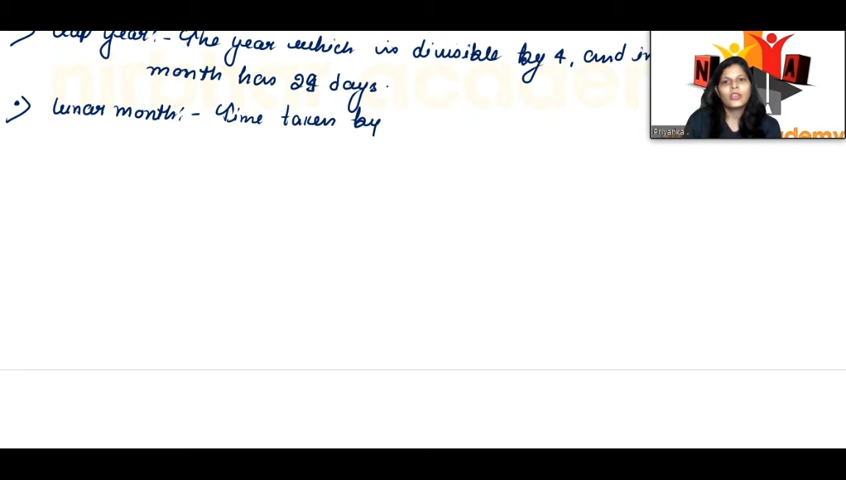 year:- The year which is divisible by 4, and in
month has 29 days.
lunar month:- Time taken by
N A
Priyanka
ademy